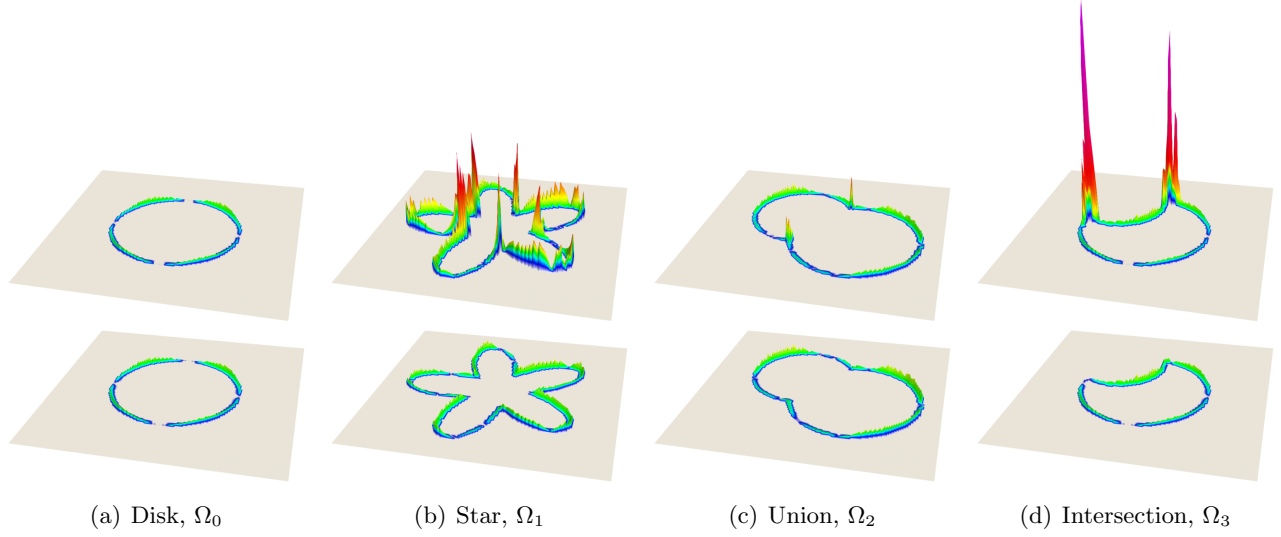 (a) Disk, Ω₀ (b) Star, Ω₁ (c) Union, Ω₂ (d) Intersection, Ω₃